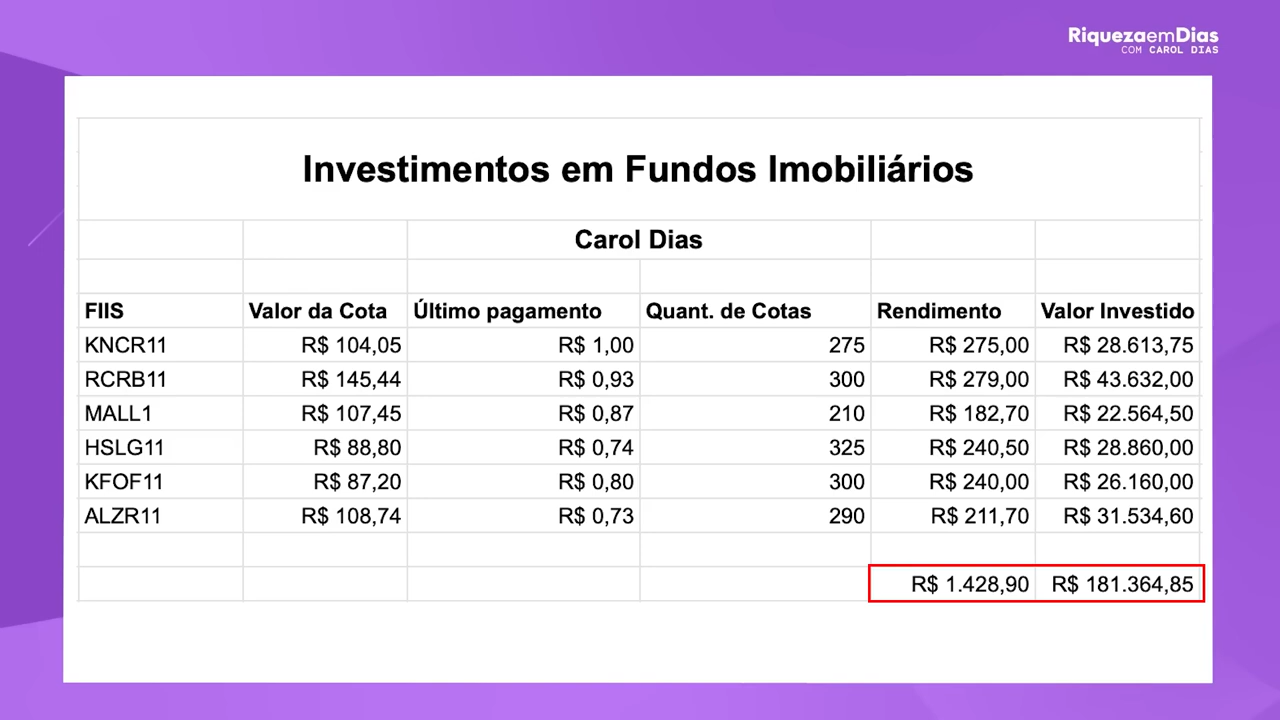 RiquezaemDias
COM CAROL DIAS
Investimentos em Fundos Imobiliários
Carol Dias
FIIS Valor da Cota Último pagamento Quant. de Cotas Rendimento Valor Investido
KNCR11 R$ 104,05 R$ 1,00 275 R$ 275,00 R$ 28.613,75
RCRB11 R$ 145,44 R$ 0,93 300 R$ 279,00 R$ 43.632,00
MALL1 R$ 107,45 R$ 0,87 210 R$ 182,70 R$ 22.564,50
HSLG11 R$ 88,80 R$ 0,74 325 R$ 240,50 R$ 28.860,00
KFOF11 R$ 87,20 R$ 0,80 300 R$ 240,00 R$ 26.160,00
ALZR11 R$ 108,74 R$ 0,73 290 R$ 211,70 R$ 31.534,60
R$ 1.428,90 R$ 181.364,85